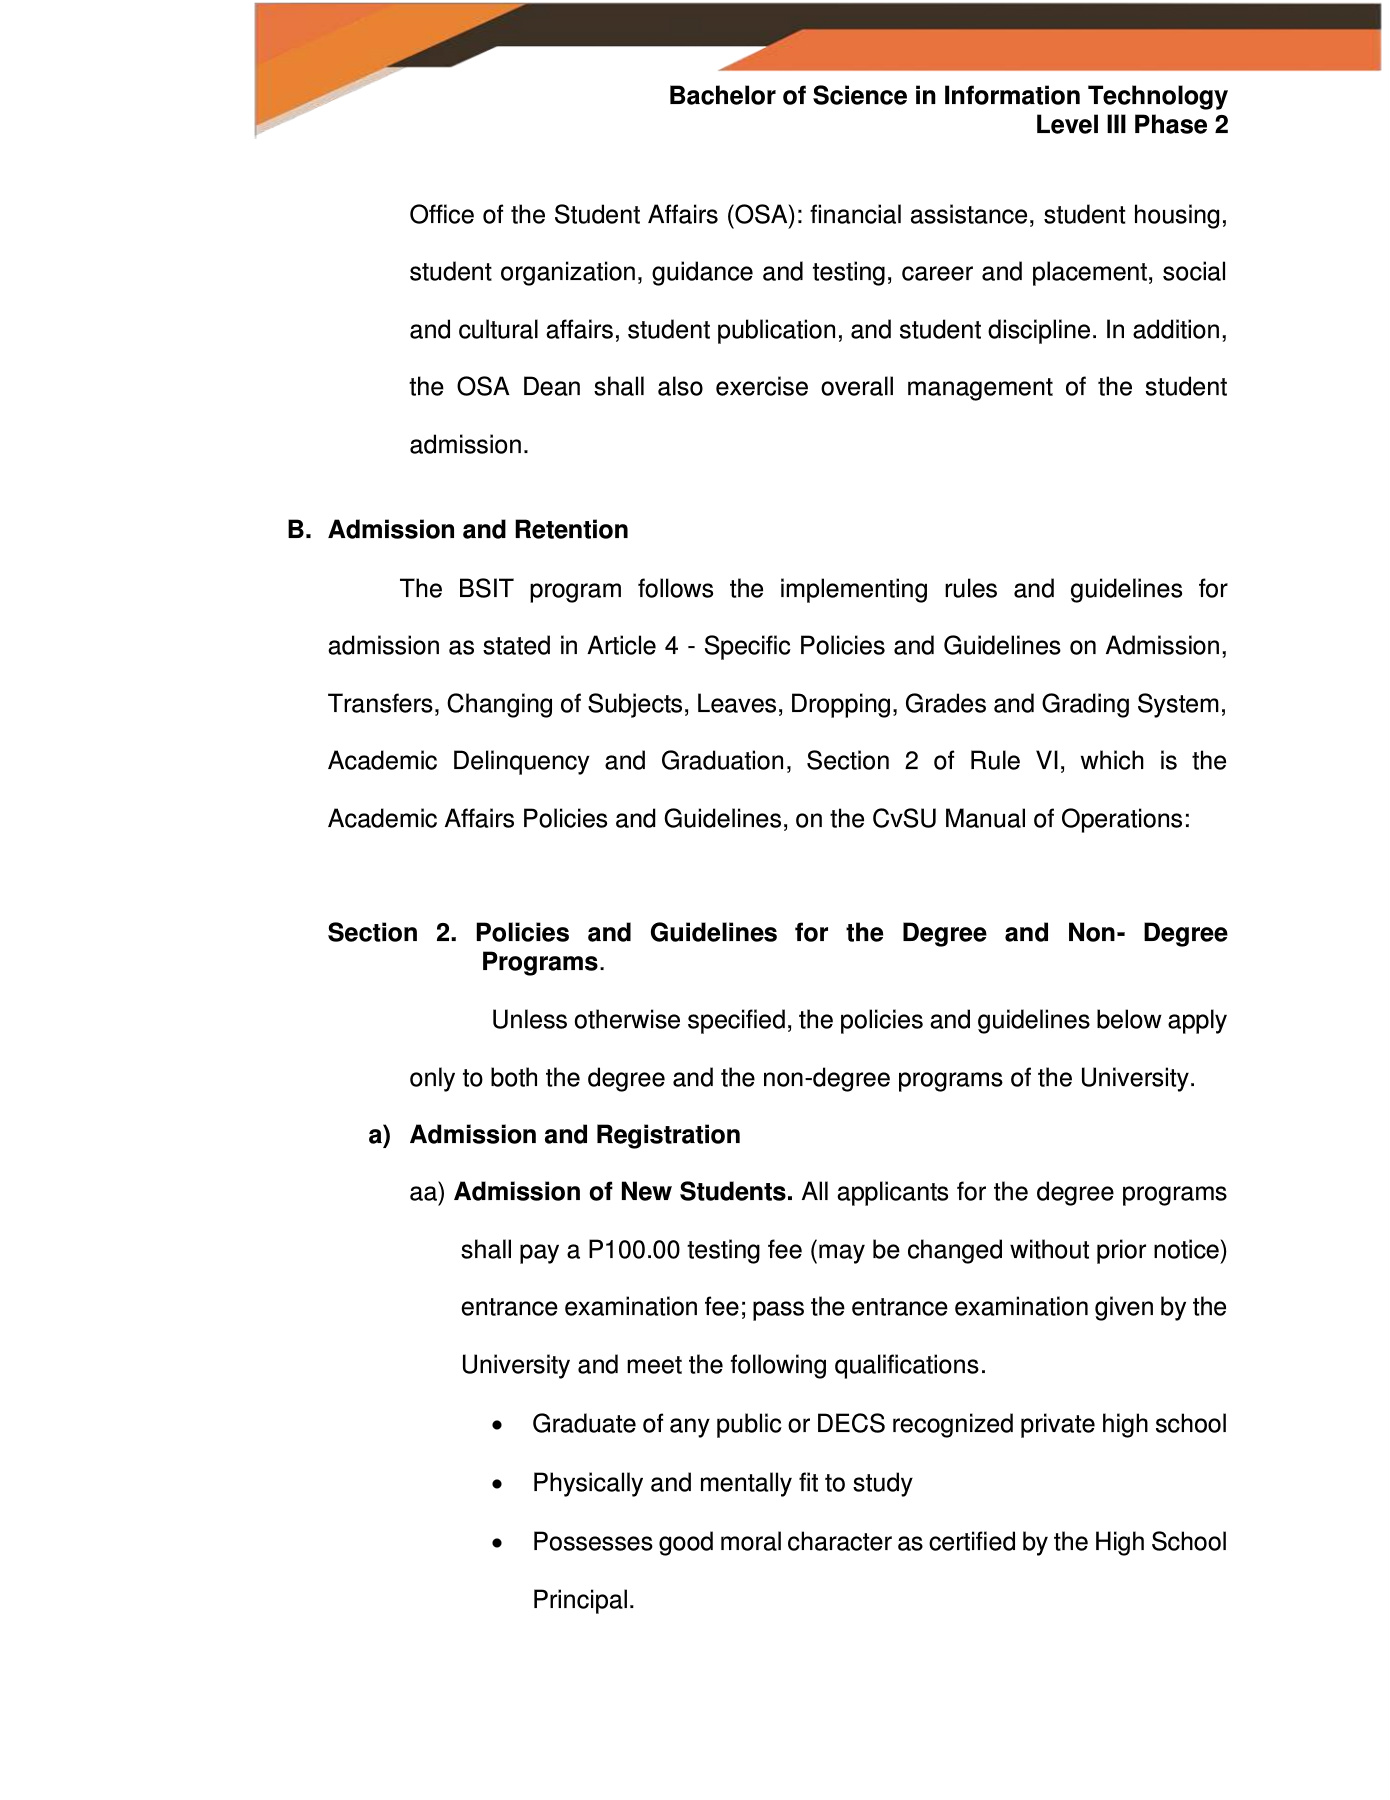 Bachelor of Science in Information Technology
Level III Phase 2
Office of the Student Affairs (OSA): financial assistance, student housing,
student organization, guidance and testing, career and placement, social
and cultural affairs, student publication, and student discipline. In addition,
the OSA Dean shall also exercise overall management of the student
admission.
B. Admission and Retention
The BSIT program follows the implementing rules and guidelines for
admission as stated in Article 4 - Specific Policies and Guidelines on Admission,
Transfers, Changing of Subjects, Leaves, Dropping, Grades and Grading System,
Academic Delinquency and Graduation, Section 2 of Rule VI, which is the
Academic Affairs Policies and Guidelines, on the CvSU Manual of Operations:
Section 2. Policies and Guidelines for the Degree and Non- Degree
Programs.
Unless otherwise specified, the policies and guidelines below apply
only to both the degree and the non-degree programs of the University.
a) Admission and Registration
aa) Admission of New Students. All applicants for the degree programs
shall pay a P100.00 testing fee (may be changed without prior notice)
entrance examination fee; pass the entrance examination given by the
University and meet the following qualifications.
• Graduate of any public or DECS recognized private high school
• Physically and mentally fit to study
• Possesses good moral character as certified by the High School
Principal.